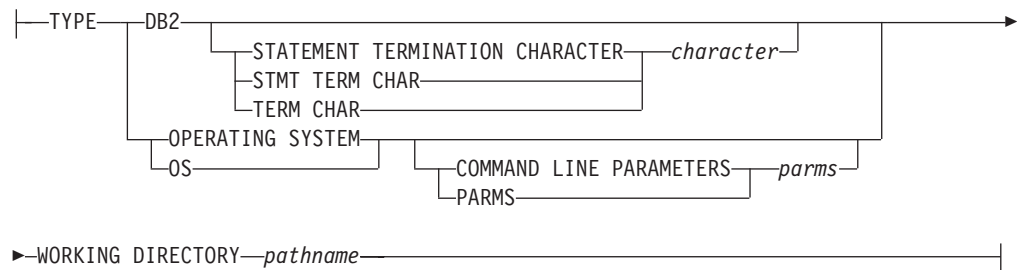 TYPE DB2
STATEMENT TERMINATION CHARACTER character
STMT TERM CHAR
TERM CHAR
OPERATING SYSTEM
OS
COMMAND LINE PARAMETERS parms
PARMS
WORKING DIRECTORY pathname